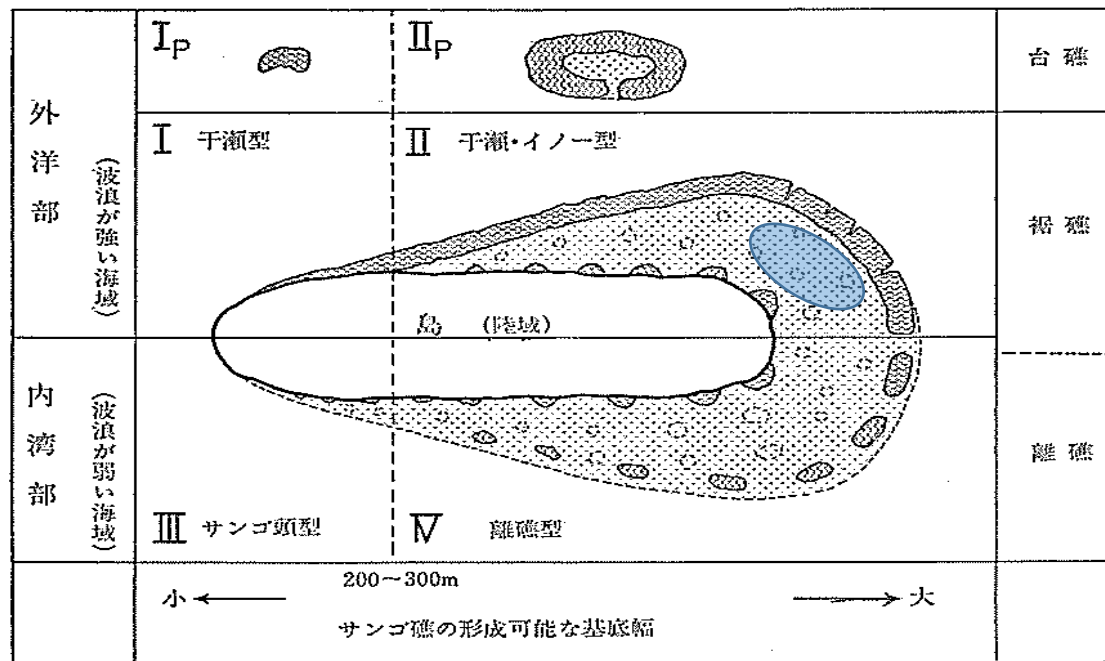 IP
IIP
台礁
外洋部
(波浪が強い海域)
I 干瀬型
II 干瀬・イノー型
裾礁
島 (陸域)
内湾部
(波浪が弱い海域)
離礁
III サンゴ頭型
IV 離礁型
200〜300m
小
大
サンゴ礁の形成可能な基底幅